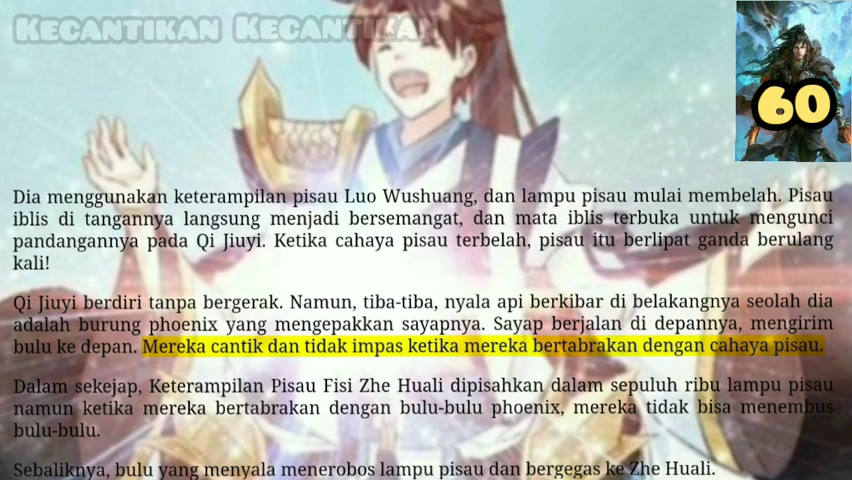 Kecantikan Kecantikan
60
Dia menggunakan keterampilan pisau Luo Wushuang, dan lampu pisau mulai membelah. Pisau
iblis di tangannya langsung menjadi bersemangat, dan mata iblis terbuka untuk mengunci
pandangannya pada Qi Jiuyi. Ketika cahaya pisau terbelah, pisau itu berlipat ganda berulang
kali!
Qi Jiuyi berdiri tanpa bergerak. Namun, tiba-tiba, nyala api berkibar di belakangnya seolah dia
adalah burung phoenix yang mengepakkan sayapnya. Sayap berjalan di depannya, mengirim
bulu ke depan. Mereka cantik dan tidak impas ketika mereka bertabrakan dengan cahaya pisau.
Dalam sekejap, Keterampilan Pisau Fisi Zhe Huali dipisahkan dalam sepuluh ribu lampu pisau
namun ketika mereka bertabrakan dengan bulu-bulu phoenix, mereka tidak bisa menembus
bulu-bulu.
Sebaliknya, bulu yang menyala menerobos lampu pisau dan bergegas ke Zhe Huali.